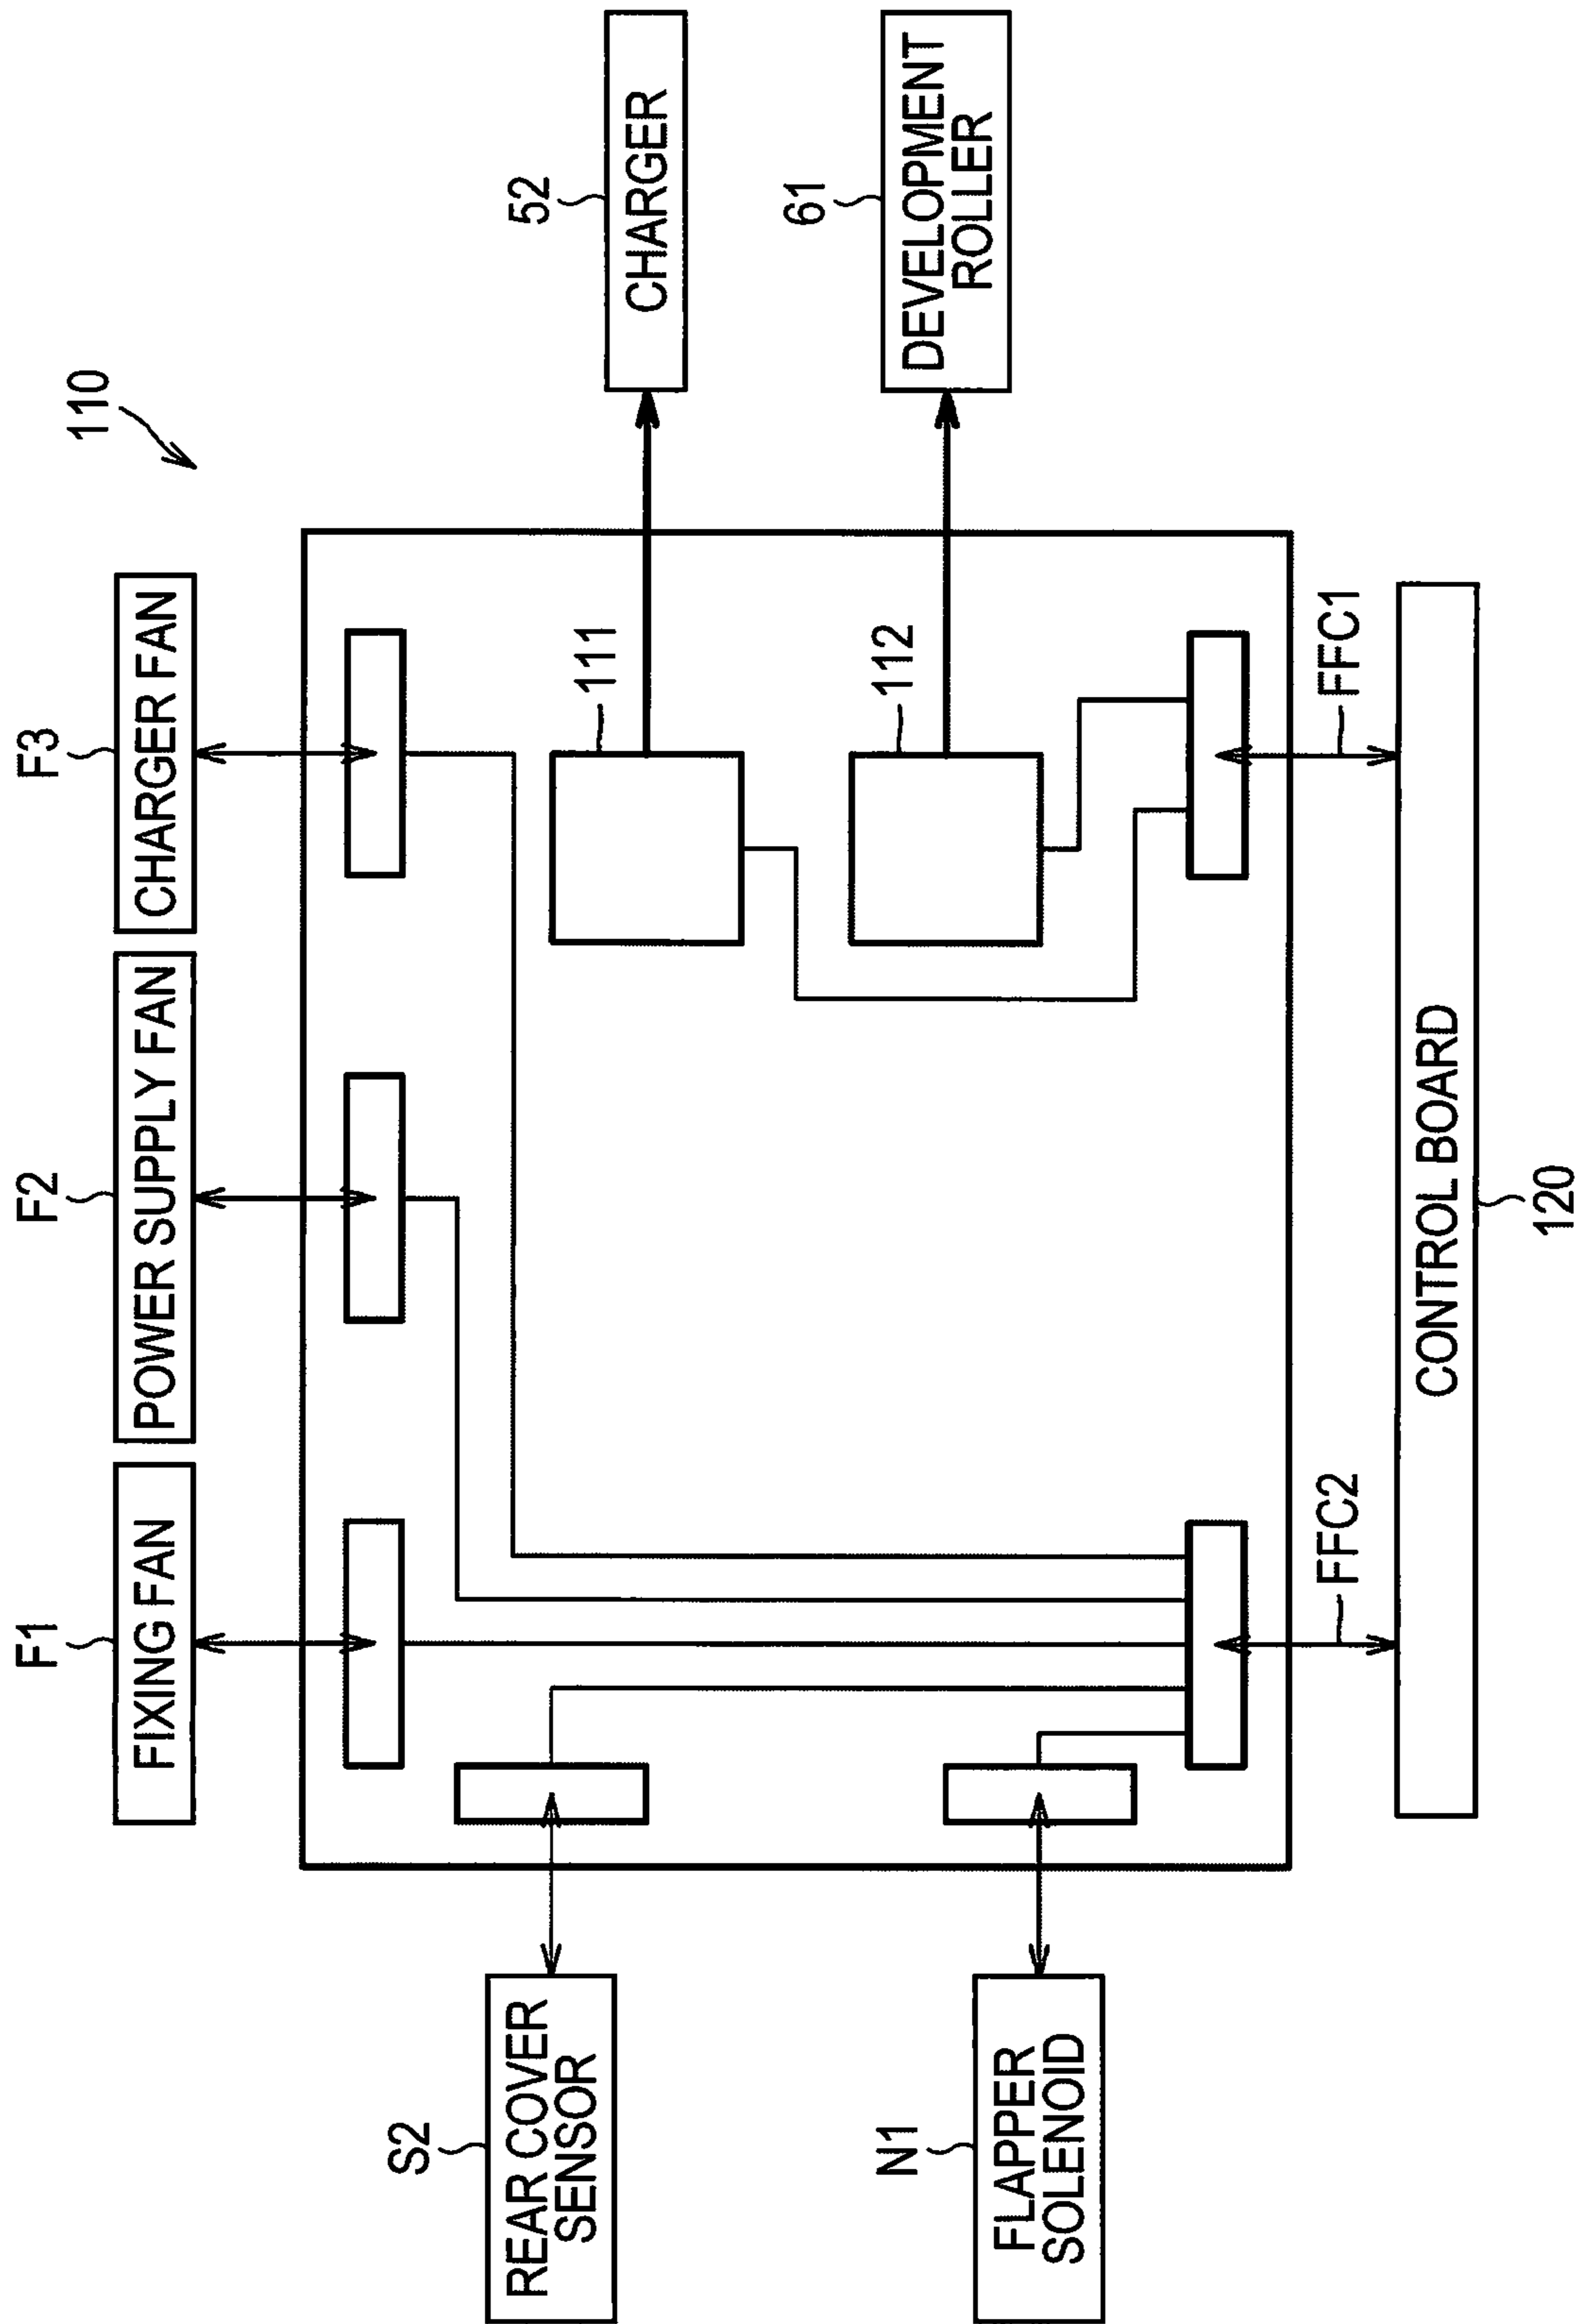 110
F1
F2
F3
FIXING FAN
POWER SUPPLY FAN
CHARGER FAN
S2
REAR COVER
SENSOR
111
52
CHARGER
N1
FLAPPER
SOLENOID
112
61
DEVELOPMENT
ROLLER
FFC2
FFC1
CONTROL BOARD
120